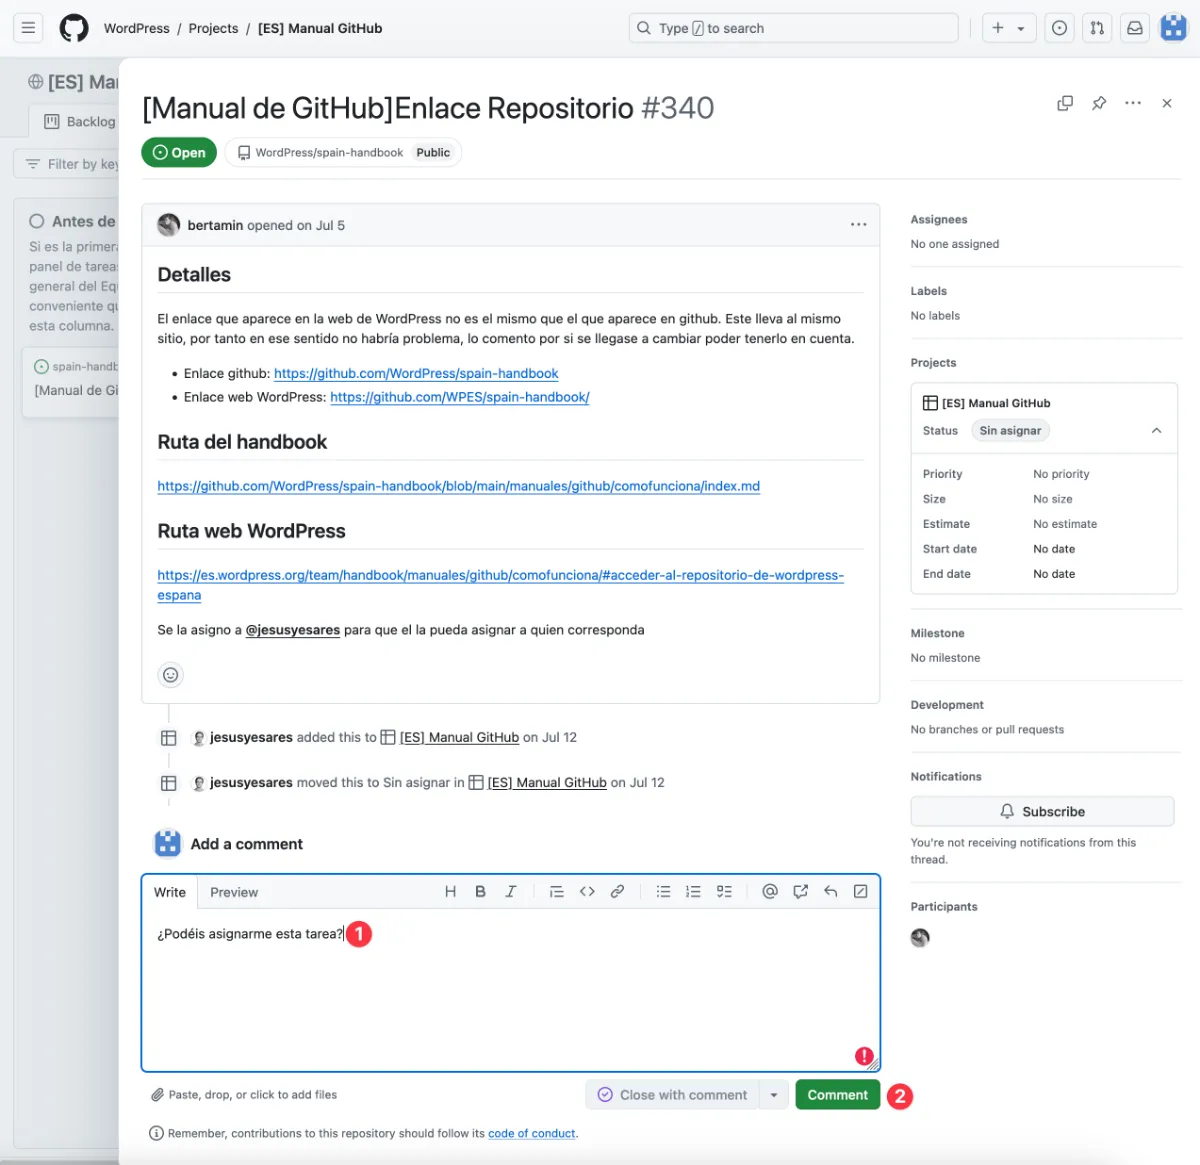 WordPress / Projects / [ES] Manual GitHub
Type / to search
[ES] Ma
Backlog
Filter by key
Antes de
Si es la primera
panel de tareas
general del Equ
conveniente qu
esta columna.
spain-handb
[Manual de Gi
[Manual de GitHub]Enlace Repositorio #340
Open
WordPress/spain-handbook Public
bertamin opened on Jul 5
Detalles
El enlace que aparece en la web de WordPress no es el mismo que el que aparece en github. Este lleva al mismo
sitio, por tanto en ese sentido no habría problema, lo comento por si se llegase a cambiar poder tenerlo en cuenta.
• Enlace github: https://github.com/WordPress/spain-handbook
• Enlace web WordPress: https://github.com/WPES/spain-handbook/
Ruta del handbook
https://github.com/WordPress/spain-handbook/blob/main/manuales/github/comofunciona/index.md
Ruta web WordPress
https://es.wordpress.org/team/handbook/manuales/github/comofunciona/#acceder-al-repositorio-de-wordpress-
espana
Se la asigno a @jesusyesares para que el la pueda asignar a quien corresponda
jesusyesares added this to [ES] Manual GitHub on Jul 12
jesusyesares moved this to Sin asignar in [ES] Manual GitHub on Jul 12
Add a comment
Write Preview
¿Podéis asignarme esta tarea? 1
Paste, drop, or click to add files
Close with comment
Comment 2
Remember, contributions to this repository should follow its code of conduct.
Assignees
No one assigned
Labels
No labels
Projects
[ES] Manual GitHub
Status Sin asignar
Priority No priority
Size No size
Estimate No estimate
Start date No date
End date No date
Milestone
No milestone
Development
No branches or pull requests
Notifications
Subscribe
You're not receiving notifications from this
thread.
Participants